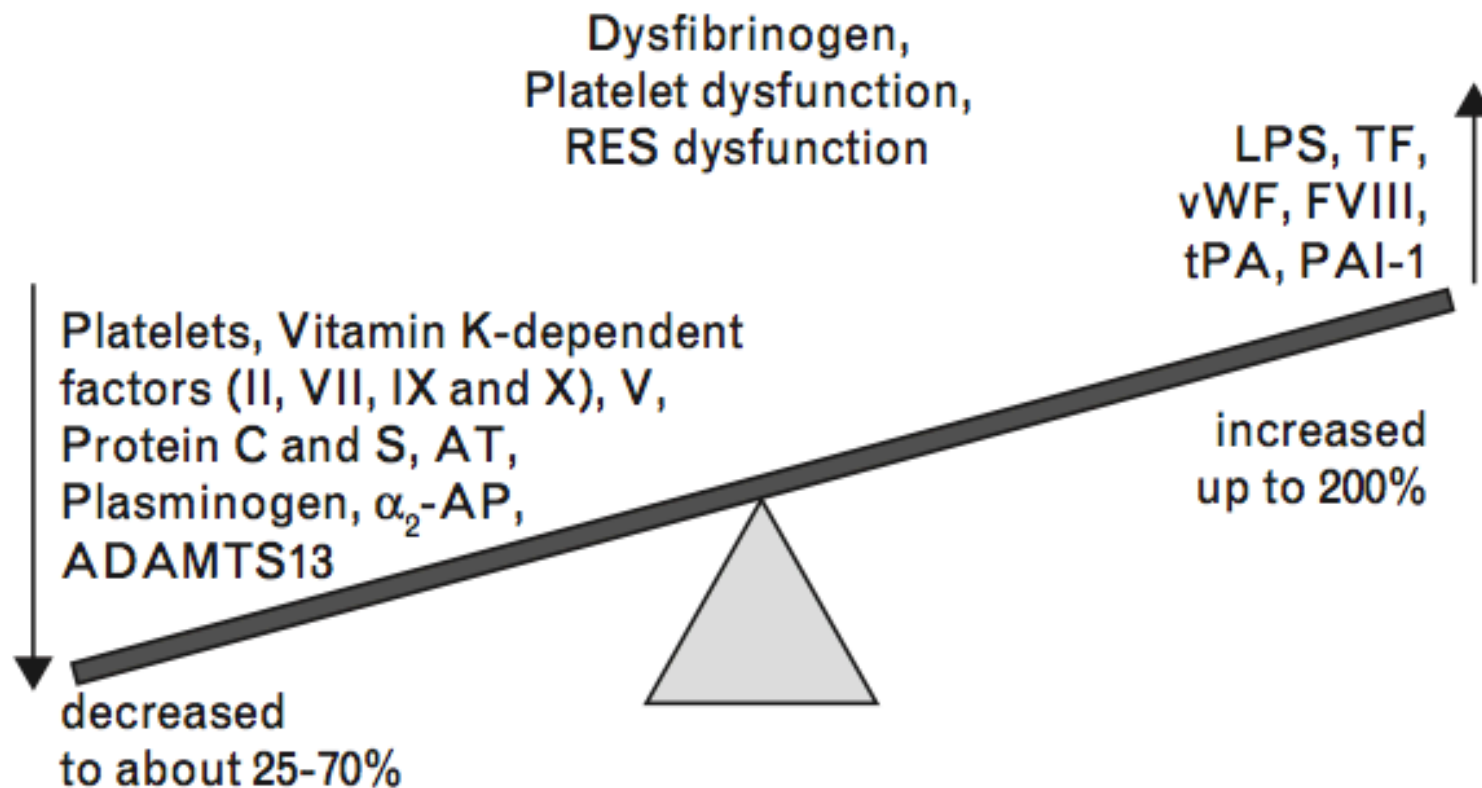 Dysfibrinogen,
Platelet dysfunction,
RES dysfunction
LPS, TF,
vWF, FVIII,
tPA, PAI-1
Platelets, Vitamin K-dependent
factors (II, VII, IX and X), V,
Protein C and S, AT,
Plasminogen, α₂-AP,
ADAMTS13
increased
up to 200%
decreased
to about 25-70%